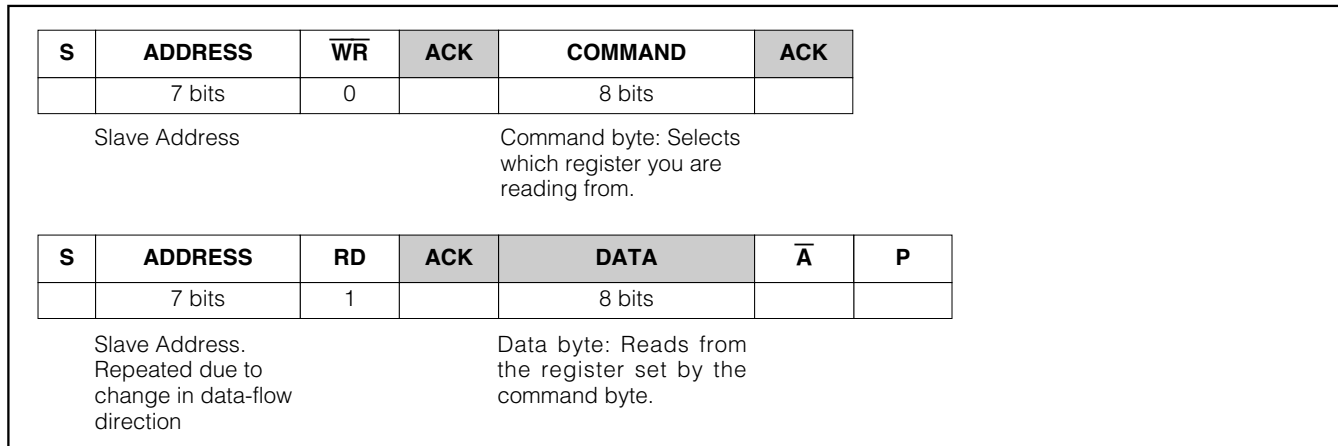 S ADDRESS W̅R̅ ACK COMMAND ACK
7 bits 0 8 bits
Slave Address
Command byte: Selects
which register you are
reading from.
S ADDRESS RD ACK DATA A̅ P
7 bits 1 8 bits
Slave Address.
Repeated due to
change in data-flow
direction
Data byte: Reads from
the register set by the
command byte.